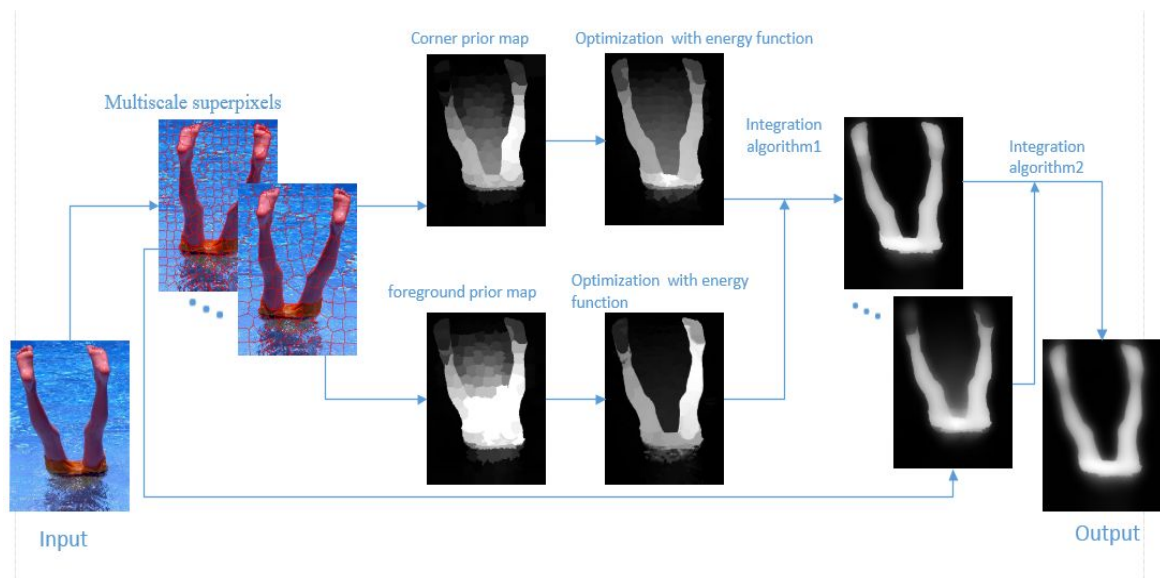 Corner prior map
Optimization with energy function
Multiscale superpixels
Integration
algorithm1
Integration
algorithm2
foreground prior map
Optimization with energy
function
Input
Output